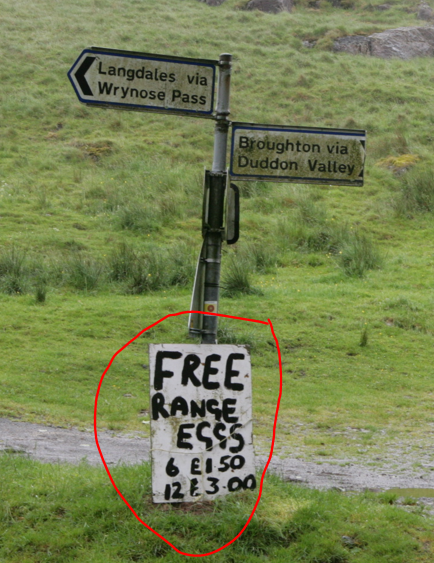 Langdales via
Wrynose Pass
Broughton via
Duddon Valley
FREE
RANGE
EGGS
6 £1.50
12 £3.00